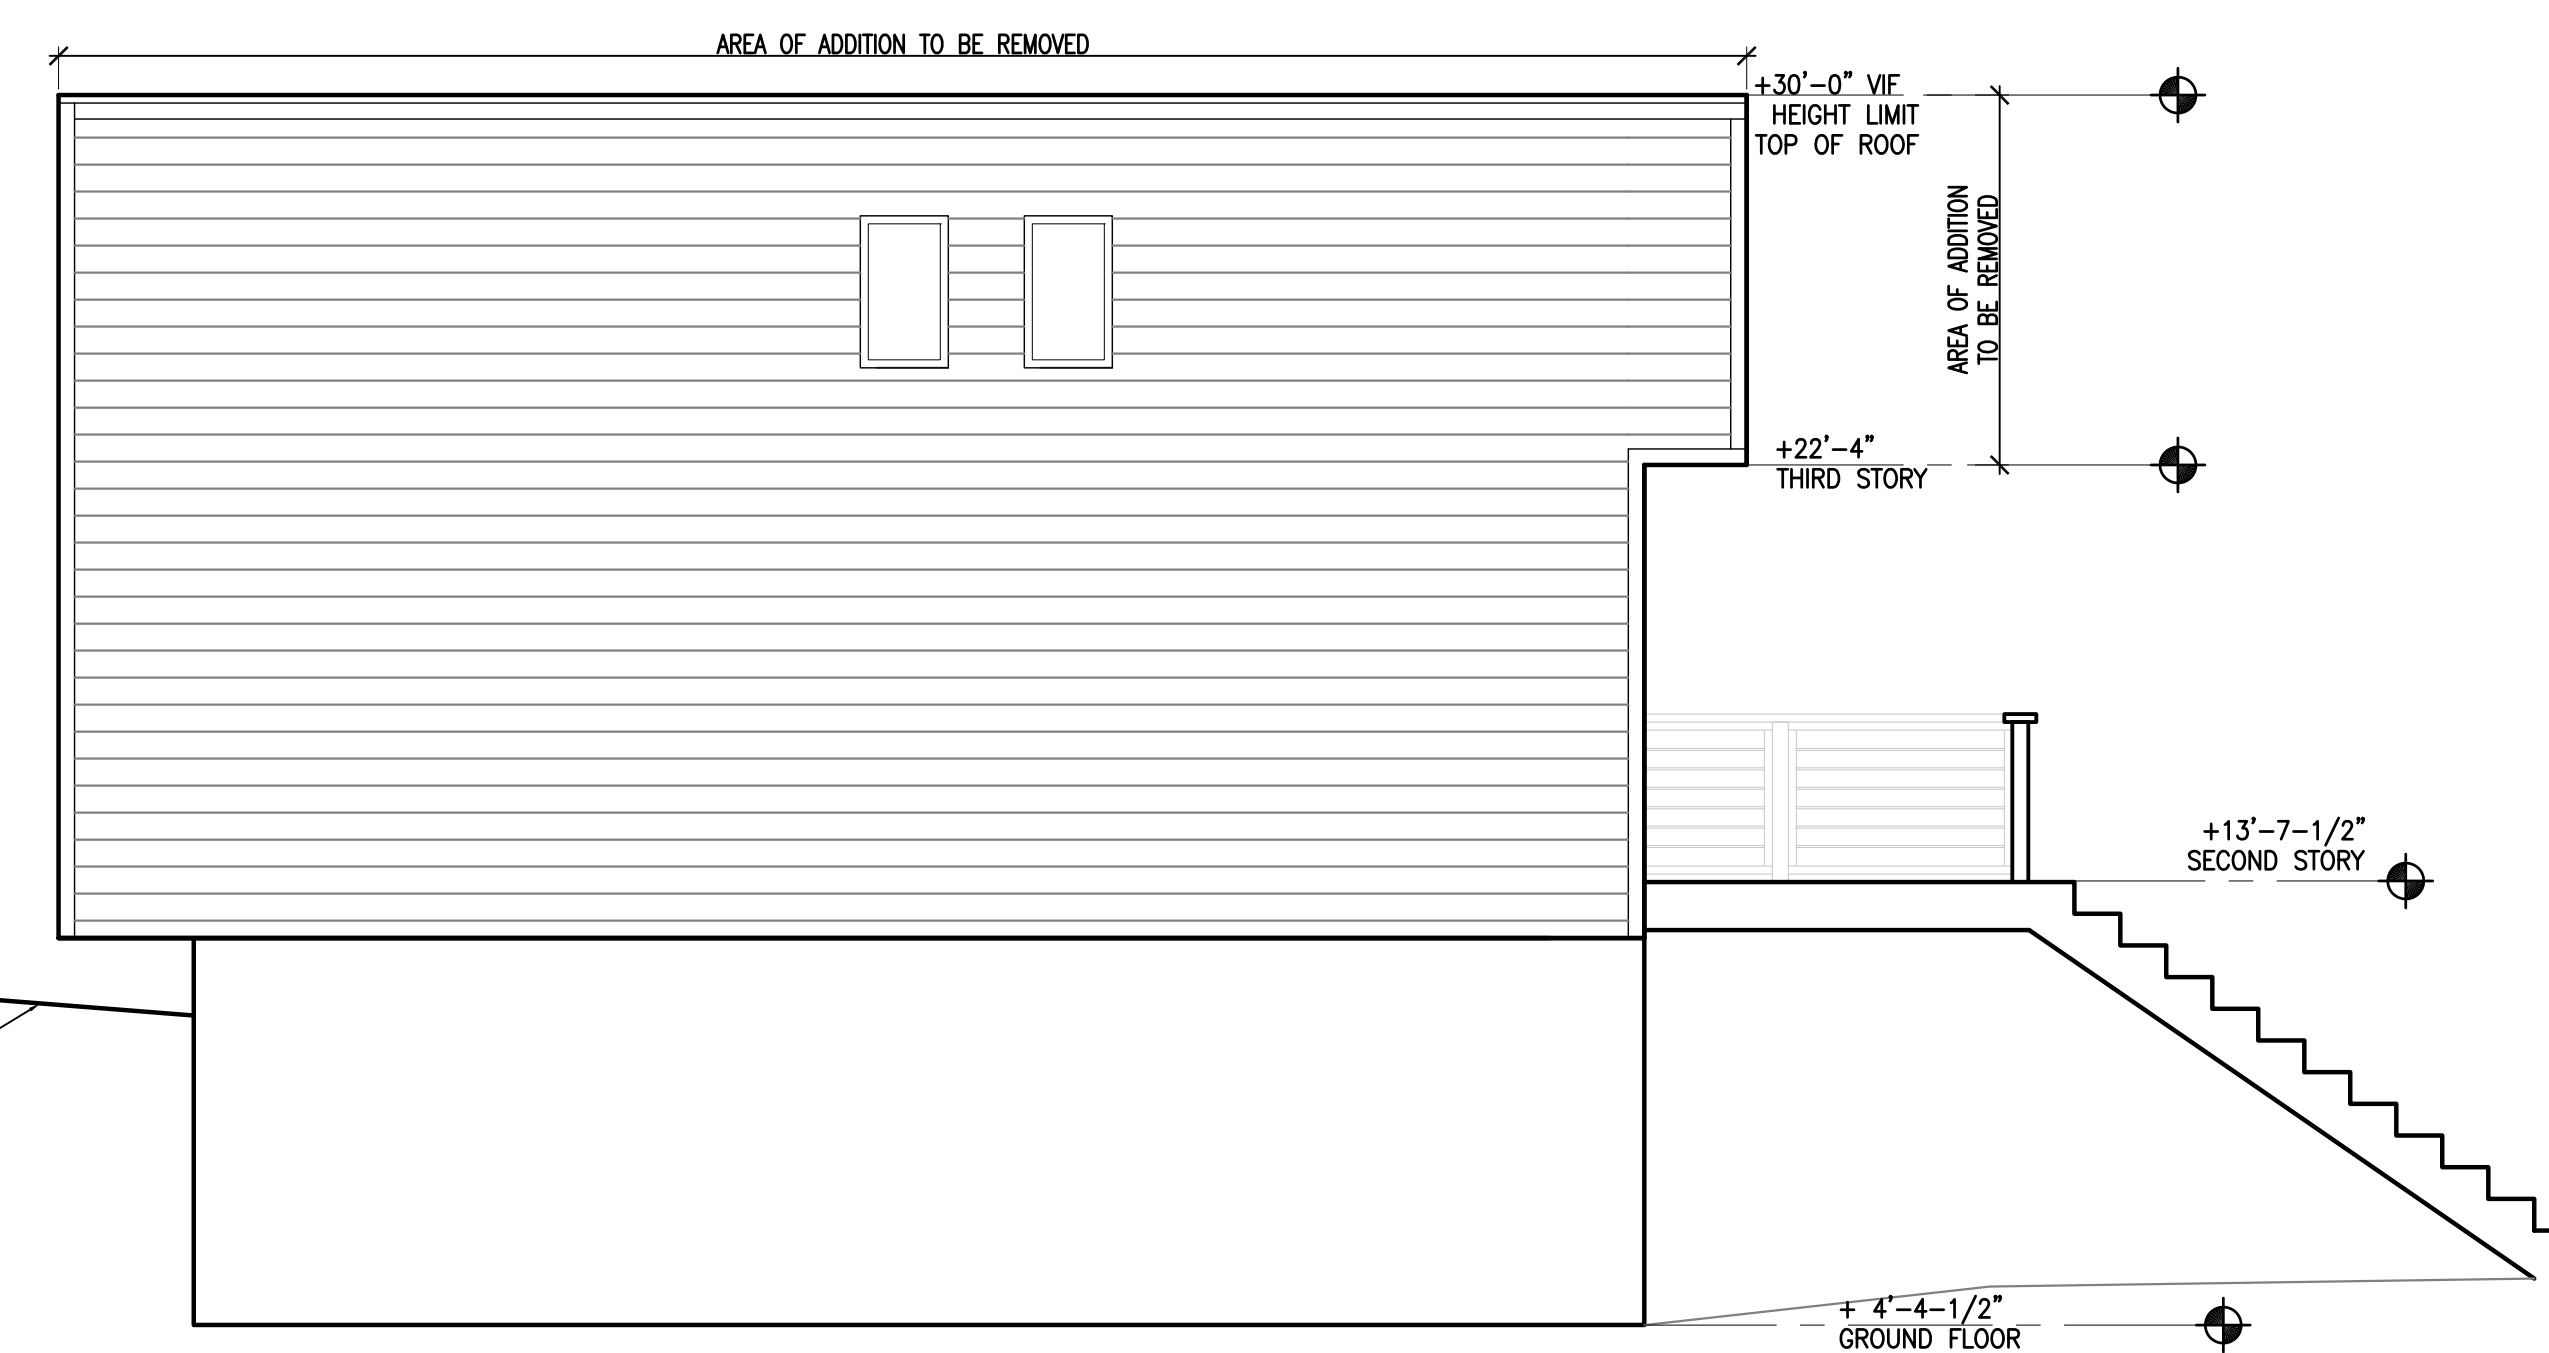 AREA OF ADDITION TO BE REMOVED
+30'-0" VIF
HEIGHT LIMIT
TOP OF ROOF
AREA OF ADDITION
TO BE REMOVED
+22'-4"
THIRD STORY
+13'-7-1/2"
SECOND STORY
+ 4'-4-1/2"
GROUND FLOOR